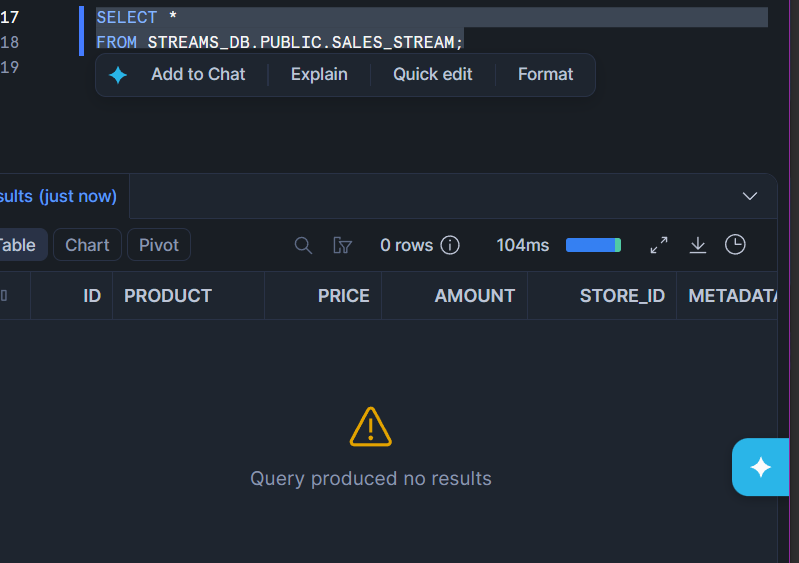 17 SELECT *
18 FROM STREAMS_DB.PUBLIC.SALES_STREAM;
19
Add to Chat Explain Quick edit Format
sults (just now)
Table Chart Pivot 0 rows 104ms
ID PRODUCT PRICE AMOUNT STORE_ID METADATA
Query produced no results